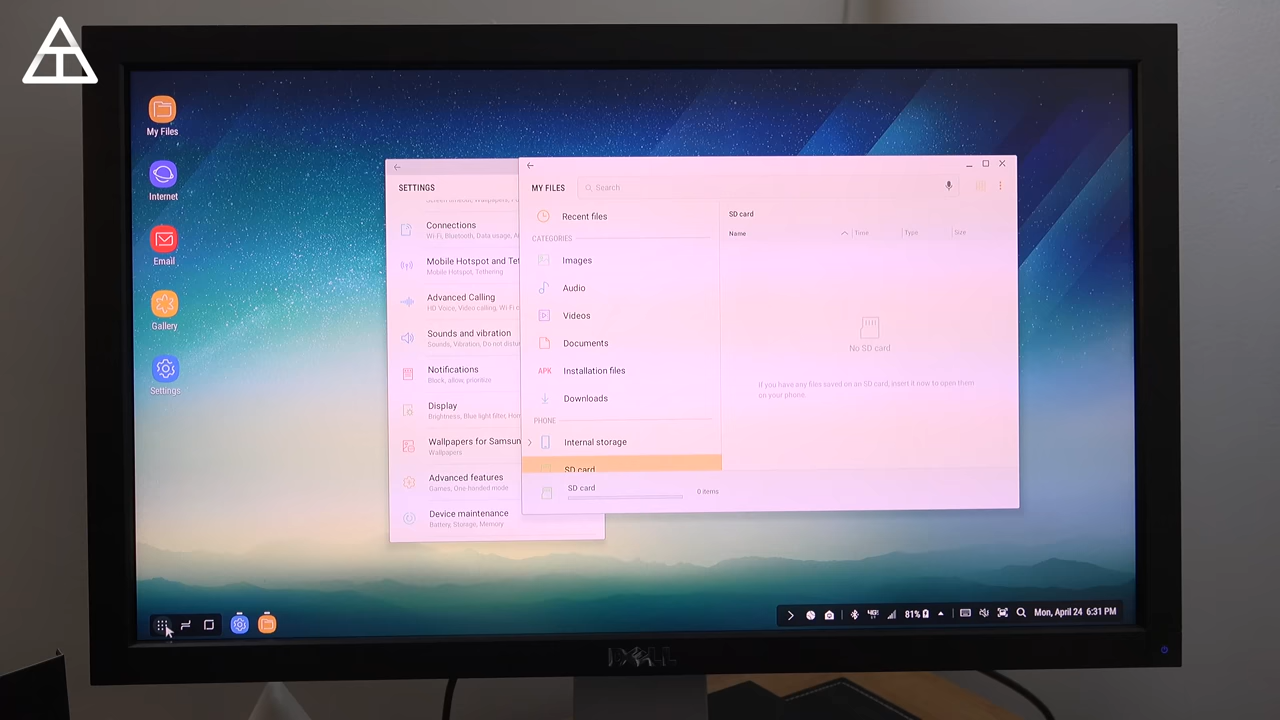 My Files
Internet
Email
Gallery
Settings
SETTINGS
Connections
Mobile Hotspot and Tet
Mobile Hotspot, Tethering
Advanced Calling
HD Voice, Video calling, Wi-Fi c
Sounds and vibration
Sounds, Vibration, Do not distur
Notifications
Block, allow, prioritize
Display
Brightness, Blue light filter, Hom
Wallpapers for Samsun
Wallpapers
Advanced features
Games, One-handed mode
Device maintenance
Battery, Storage, Memory
MY FILES
Search
Recent files
CATEGORIES
Images
Audio
Videos
Documents
APK Installation files
Downloads
PHONE
Internal storage
SD card
SD card
0 items
SD card
Name Time Type Size
No SD card
If you have any files saved on an SD card, insert it now to open them
on your phone.
81% Mon, April 24 6:31 PM
DELL